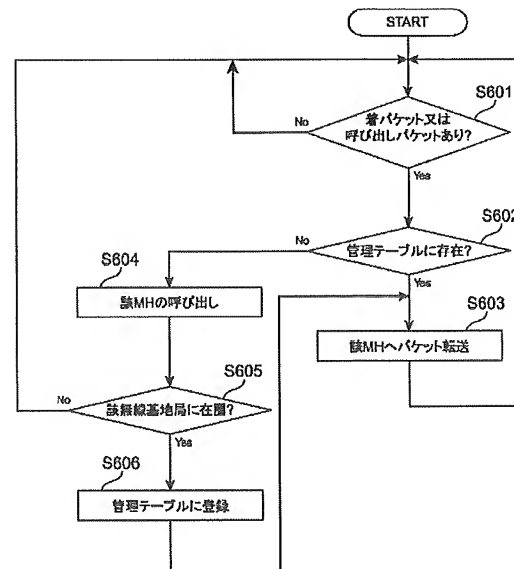 START
S601
着パケット又は
呼び出しパケットあり?
No
Yes
S602
管理テーブルに存在?
No
Yes
S604
該MHの呼び出し
S603
該MHへパケット転送
S605
該無線基地局に在圏?
No
Yes
S606
管理テーブルに登録